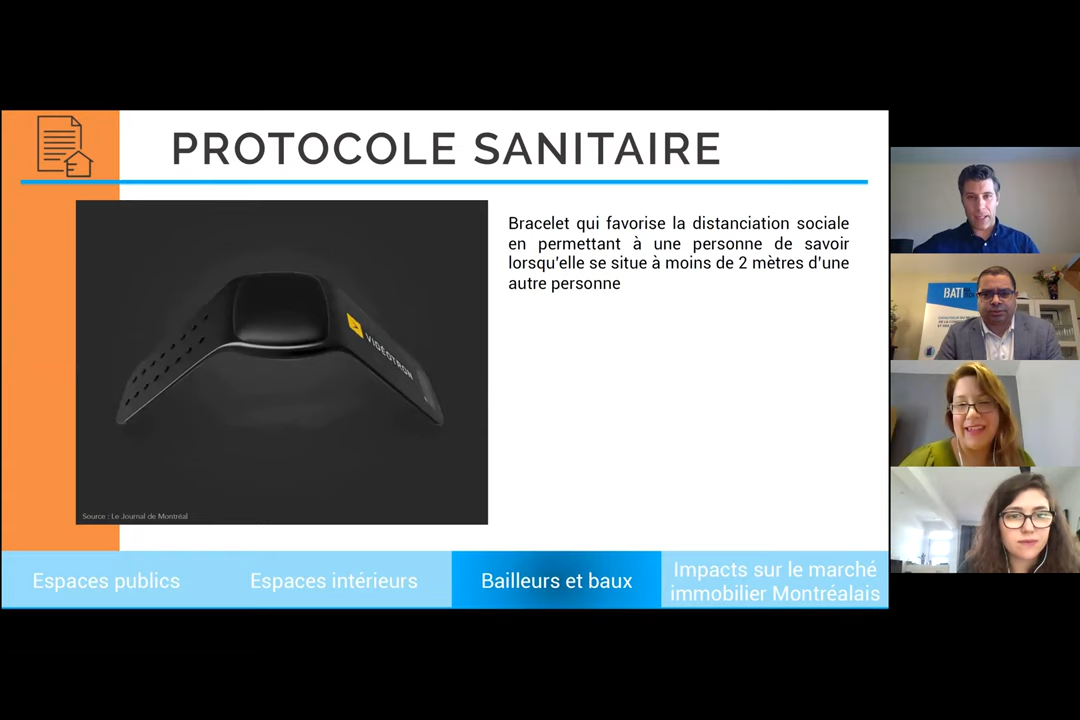 PROTOCOLE SANITAIRE
Bracelet qui favorise la distanciation sociale
en permettant à une personne de savoir
lorsqu'elle se situe à moins de 2 mètres d'une
autre personne
VIDÉOTRON
Source : Le Journal de Montréal
BATI
Espaces publics
Espaces intérieurs
Bailleurs et baux
Impacts sur le marché
immobilier Montréalais